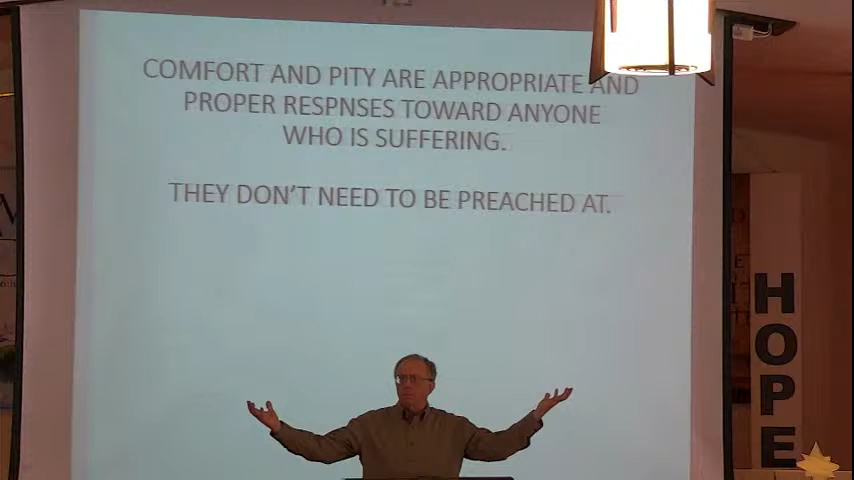 COMFORT AND PITY ARE APPROPRIATE AND
PROPER RESPNSES TOWARD ANYONE
WHO IS SUFFERING.
THEY DON'T NEED TO BE PREACHED AT.
HOPE